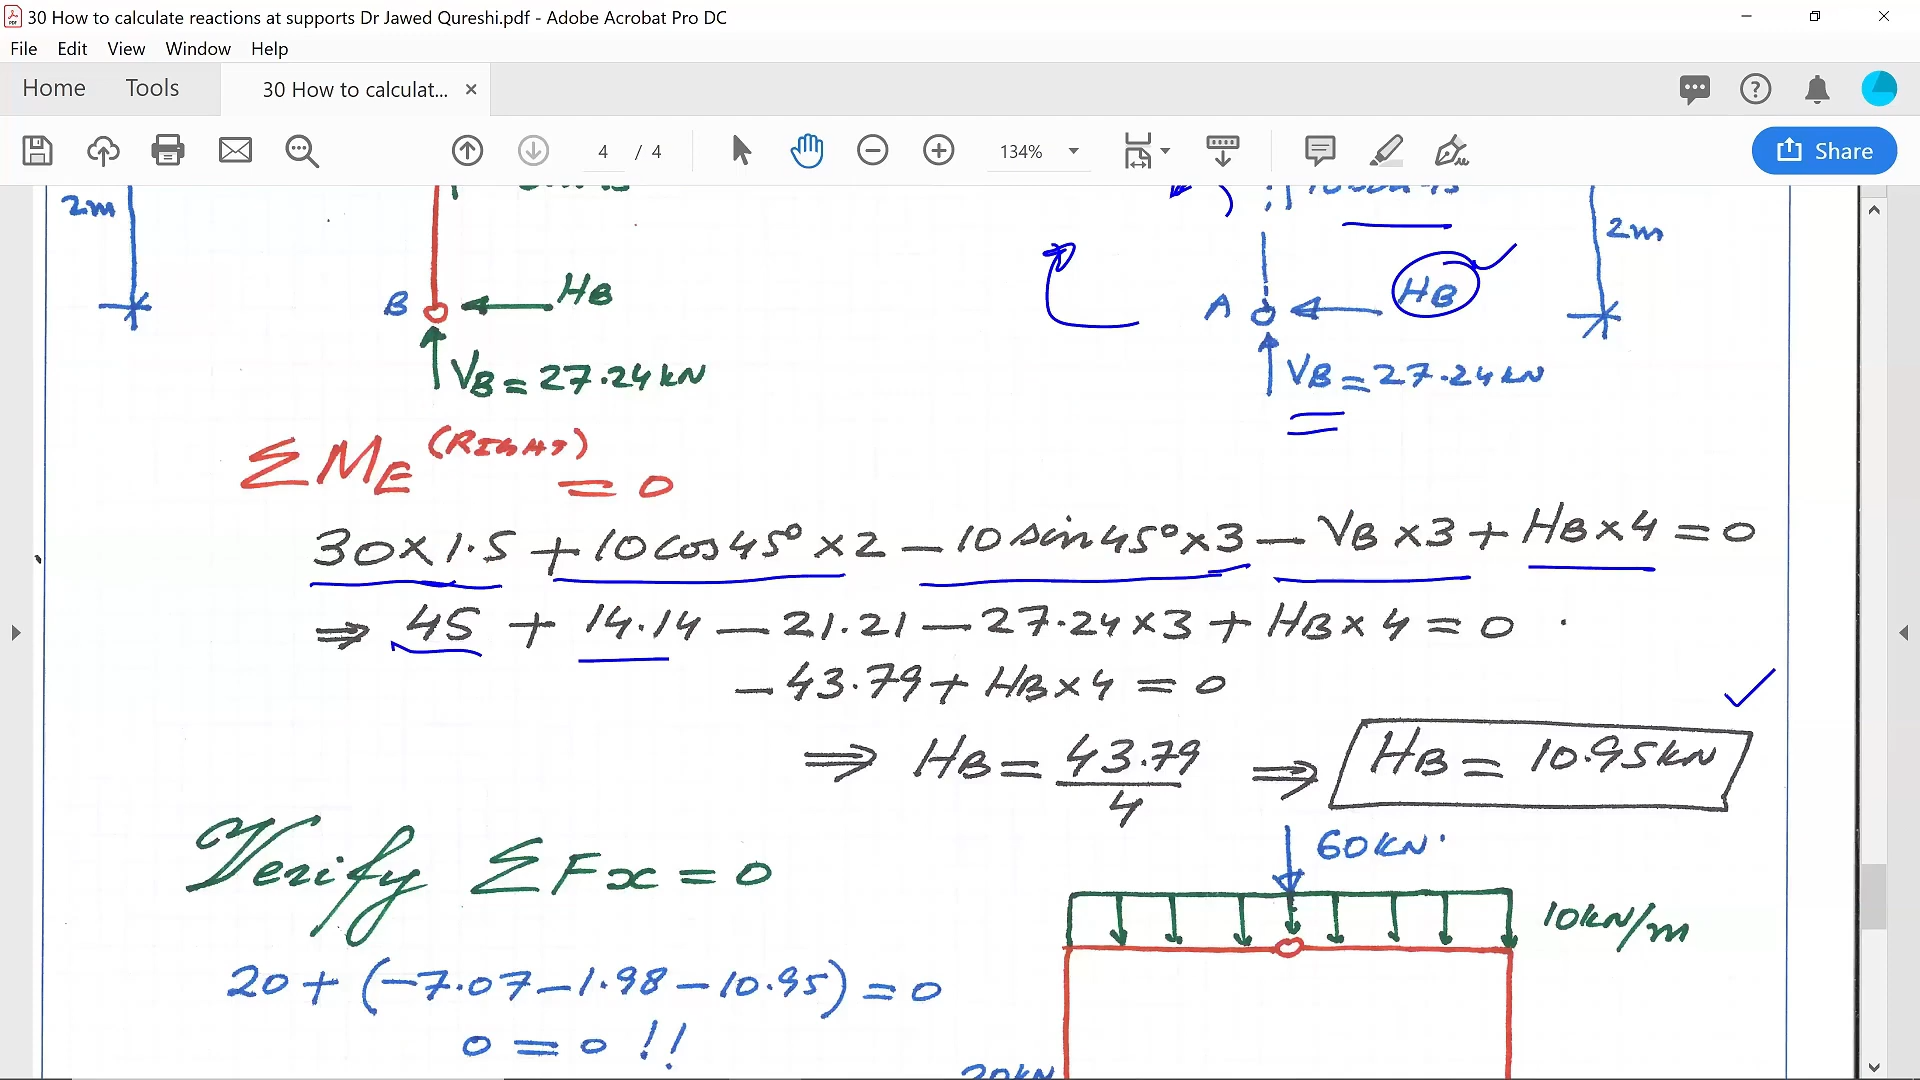 30 How to calculate reactions at supports Dr Jawed Qureshi.pdf - Adobe Acrobat Pro DC
File Edit View Window Help
Home Tools 30 How to calculat... ×
4 / 4 134% Share
2m
2m
B HB
A HB
VB = 27.24 kN
VB = 27.24 kN
ΣME (RIGHT) = 0
30×1.5 + 10cos45°×2 - 10sin45°×3 - VB×3 + HB×4 = 0
⇒ 45 + 14.14 - 21.21 - 27.24×3 + HB×4 = 0
- 43.79 + HB×4 = 0
⇒ HB = 43.79/4 ⇒ HB = 10.95kN
Verify ΣFx = 0
60KN
10KN/m
20 + (-7.07 - 1.98 - 10.95) = 0
0 = 0 !!
20KN